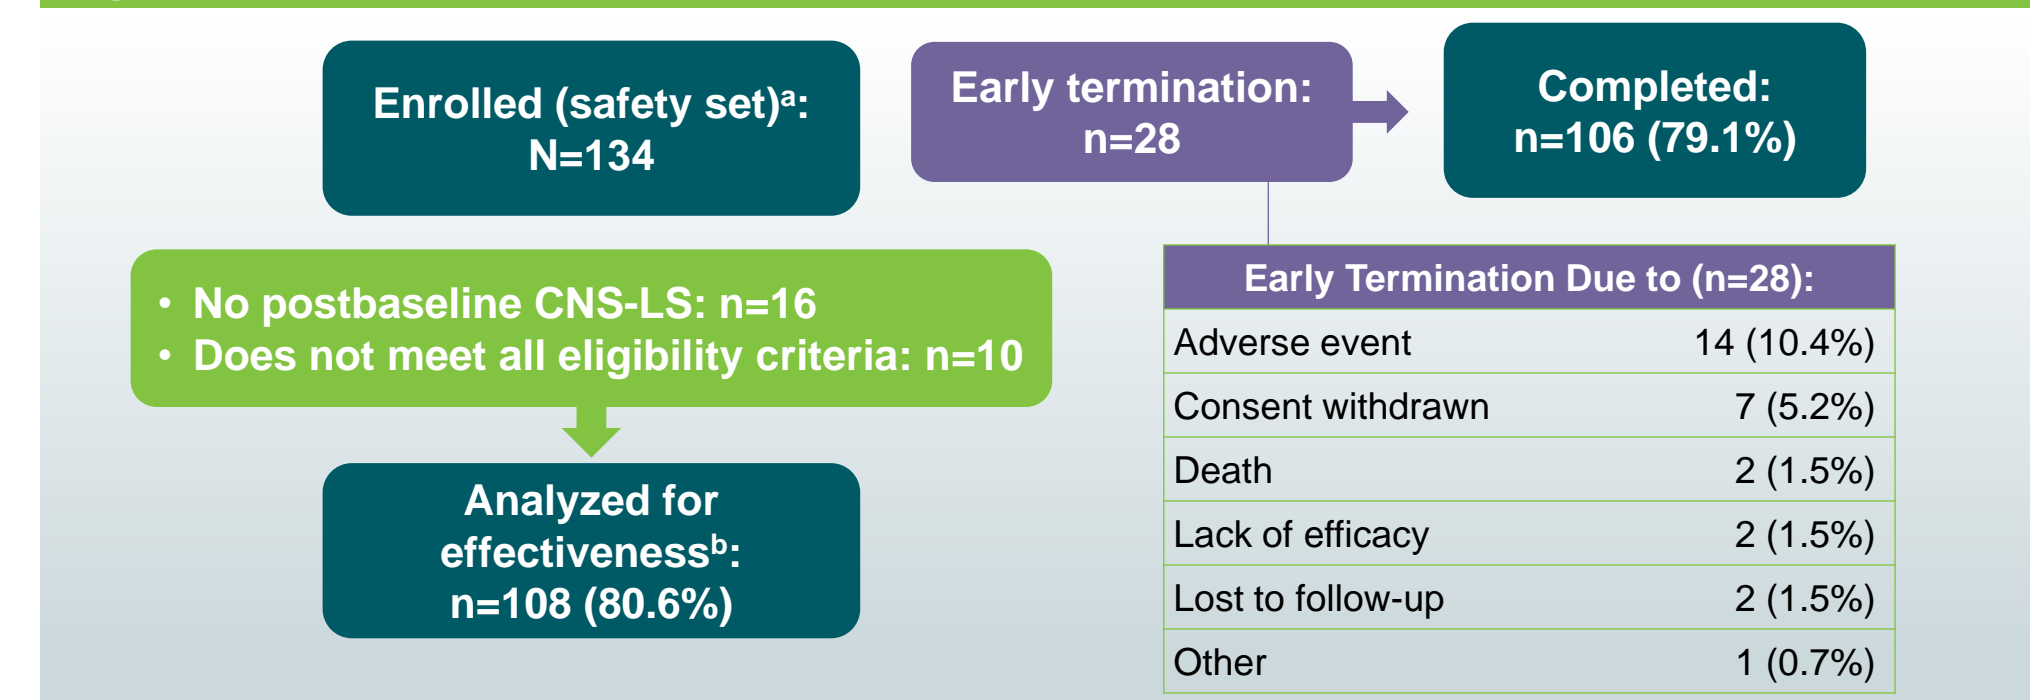 Enrolled (safety set)ᵃ:
N=134
Early termination:
n=28
Completed:
n=106 (79.1%)
• No postbaseline CNS-LS: n=16
• Does not meet all eligibility criteria: n=10
Analyzed for
effectivenessᵇ:
n=108 (80.6%)
Early Termination Due to (n=28):
Adverse event 14 (10.4%)
Consent withdrawn 7 (5.2%)
Death 2 (1.5%)
Lack of efficacy 2 (1.5%)
Lost to follow-up 2 (1.5%)
Other 1 (0.7%)